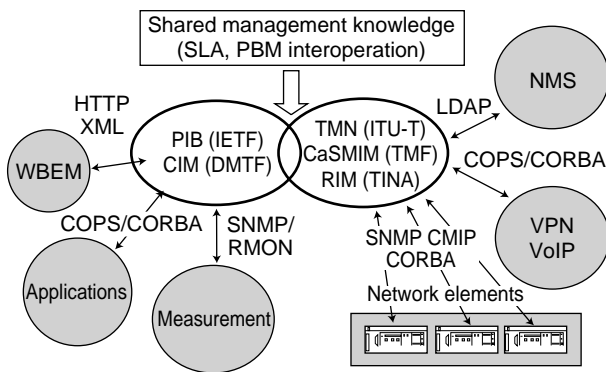 Shared management knowledge
(SLA, PBM interoperation)
NMS
HTTP
XML
LDAP
PIB (IETF)
CIM (DMTF)
TMN (ITU-T)
CaSMIM (TMF)
RIM (TINA)
WBEM
COPS/CORBA
COPS/CORBA
SNMP/
RMON
SNMP CMIP
CORBA
VPN
VoIP
Applications
Measurement
Network elements